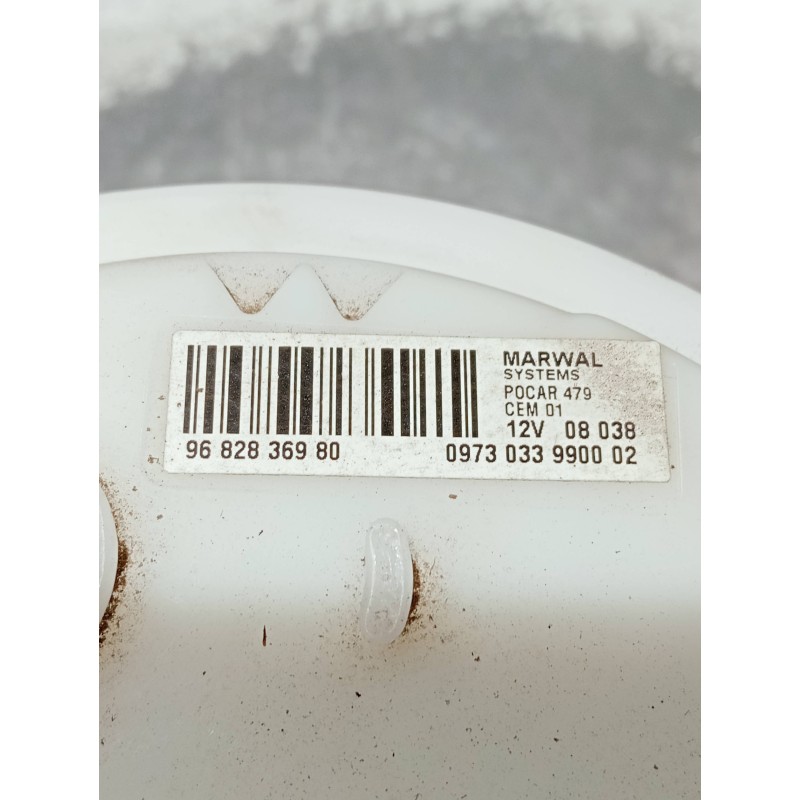 MARWAL
SYSTEMS
POCAR 479
CEM 01
12V 08 038
96 828 369 80
0973 033 9900 02